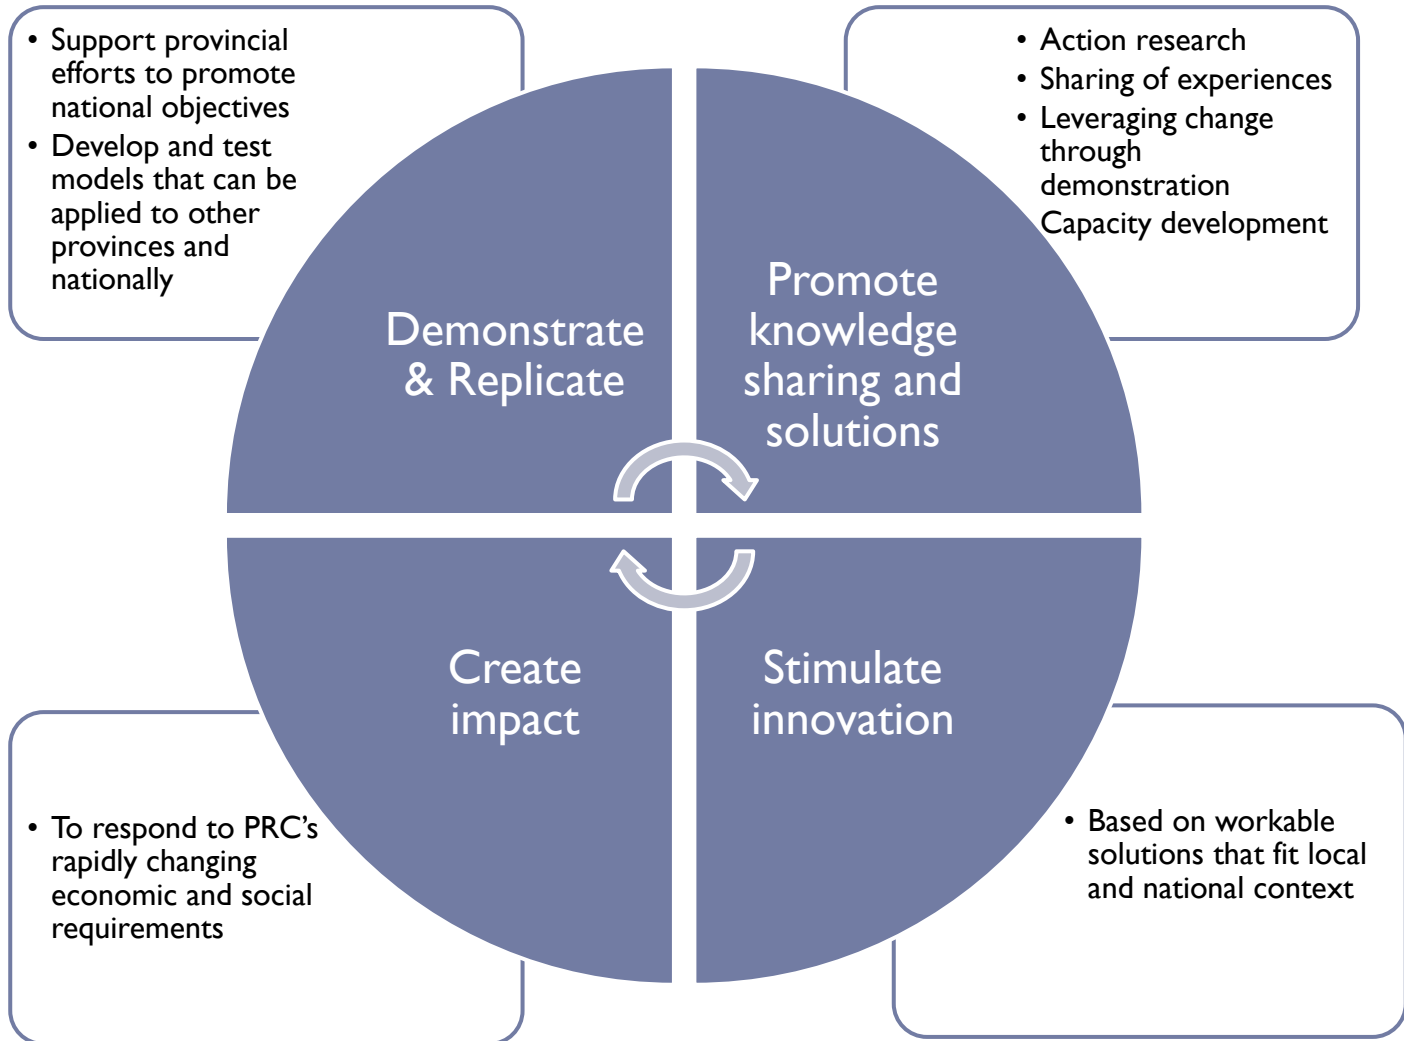 • Support provincial
efforts to promote
national objectives
• Develop and test
models that can be
applied to other
provinces and
nationally
• Action research
• Sharing of experiences
• Leveraging change
through
demonstration
Capacity development
Demonstrate
& Replicate
Promote
knowledge
sharing and
solutions
Create
impact
Stimulate
innovation
• To respond to PRC’s
rapidly changing
economic and social
requirements
• Based on workable
solutions that fit local
and national context